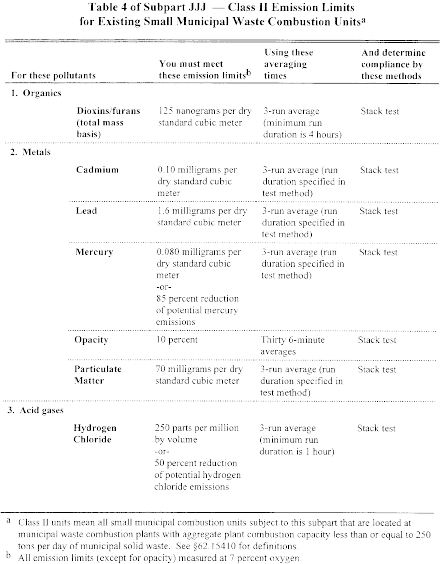 Table 4 of Subpart JJJ — Class II Emission Limits
for Existing Small Municipal Waste Combustion Unitsa
For these pollutants
You must meet
these emission limitsb
Using these
averaging
times
And determine
compliance by
these methods
1. Organics
Dioxins/furans
(total mass
basis)
125 nanograms per dry
standard cubic meter
3-run average
(minimum run
duration is 4 hours)
Stack test
2. Metals
Cadmium
0.10 milligrams per
dry standard cubic
meter
3-run average (run
duration specified in
test method)
Stack test
Lead
1.6 milligrams per dry
standard cubic meter
3-run average (run
duration specified in
test method)
Stack test
Mercury
0.080 milligrams per
dry standard cubic
meter
-or-
85 percent reduction
of potential mercury
emissions
3-run average (run
duration specified in
test method)
Stack test
Opacity
10 percent
Thirty 6-minute
averages
Stack test
Particulate
Matter
70 milligrams per dry
standard cubic meter
3-run average (run
duration specified in
test method)
Stack test
3. Acid gases
Hydrogen
Chloride
250 parts per million
by volume
-or-
50 percent reduction
of potential hydrogen
chloride emissions
3-run average
(minimum run
duration is 1 hour)
Stack test
a Class II units mean all small municipal combustion units subject to this subpart that are located at
municipal waste combustion plants with aggregate plant combustion capacity less than or equal to 250
tons per day of municipal solid waste. See §62.15410 for definitions.
b All emission limits (except for opacity) measured at 7 percent oxygen.